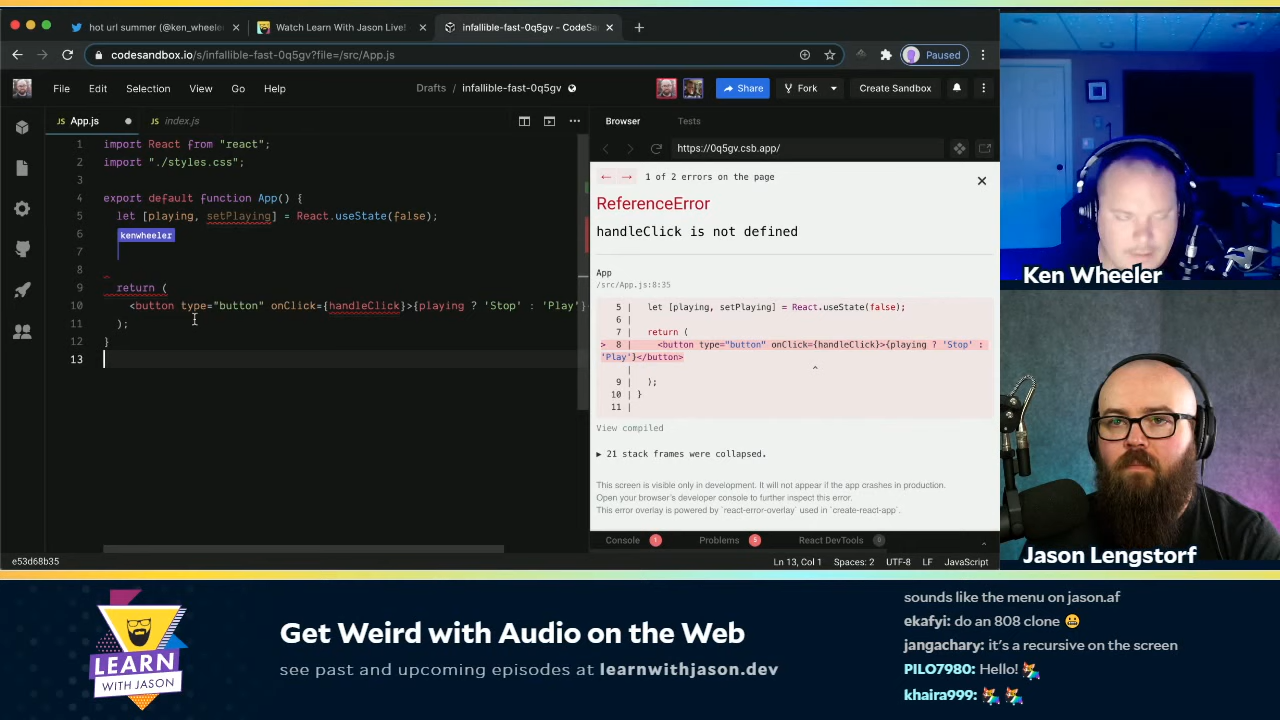 hot url summer (@ken_wheele
Watch Learn With Jason Live!
infallible-fast-0q5gv - CodeSan
codesandbox.io/s/infallible-fast-0q5gv?file=/src/App.js
Paused
File Edit Selection View Go Help
Drafts / infallible-fast-0q5gv
Share
Fork
Create Sandbox
JS App.js
JS index.js
Browser
Tests
https://0q5gv.csb.app/
1 import React from "react";
2 import "./styles.css";
3
4 export default function App() {
5 let [playing, setPlaying] = React.useState(false);
6 kenwheeler
7
8
9 return (
10 <button type="button" onClick={handleClick}>{playing ? 'Stop' : 'Play'}
11 );
12 }
13
← → 1 of 2 errors on the page
ReferenceError
handleClick is not defined
App
/src/App.js:8:35
5 | let [playing, setPlaying] = React.useState(false);
6 |
7 | return (
> 8 | <button type="button" onClick={handleClick}>{playing ? 'Stop' :
'Play'}</button>
| ^
9 | );
10 | }
11 |
View compiled
▶ 21 stack frames were collapsed.
This screen is visible only in development. It will not appear if the app crashes in production.
Open your browser's developer console to further inspect this error.
This error overlay is powered by `react-error-overlay` used in `create-react-app`.
Console 1 Problems 5 React DevTools 0
e53d68b35
Ln 13, Col 1 Spaces: 2 UTF-8 LF JavaScript
Ken Wheeler
Jason Lengstorf
LEARN
WITH JASON
Get Weird with Audio on the Web
see past and upcoming episodes at learnwithjason.dev
sounds like the menu on jason.af
ekafyi: do an 808 clone 😬
jangachary: it's a recursive on the screen
PILO7980: Hello!
khaira999: